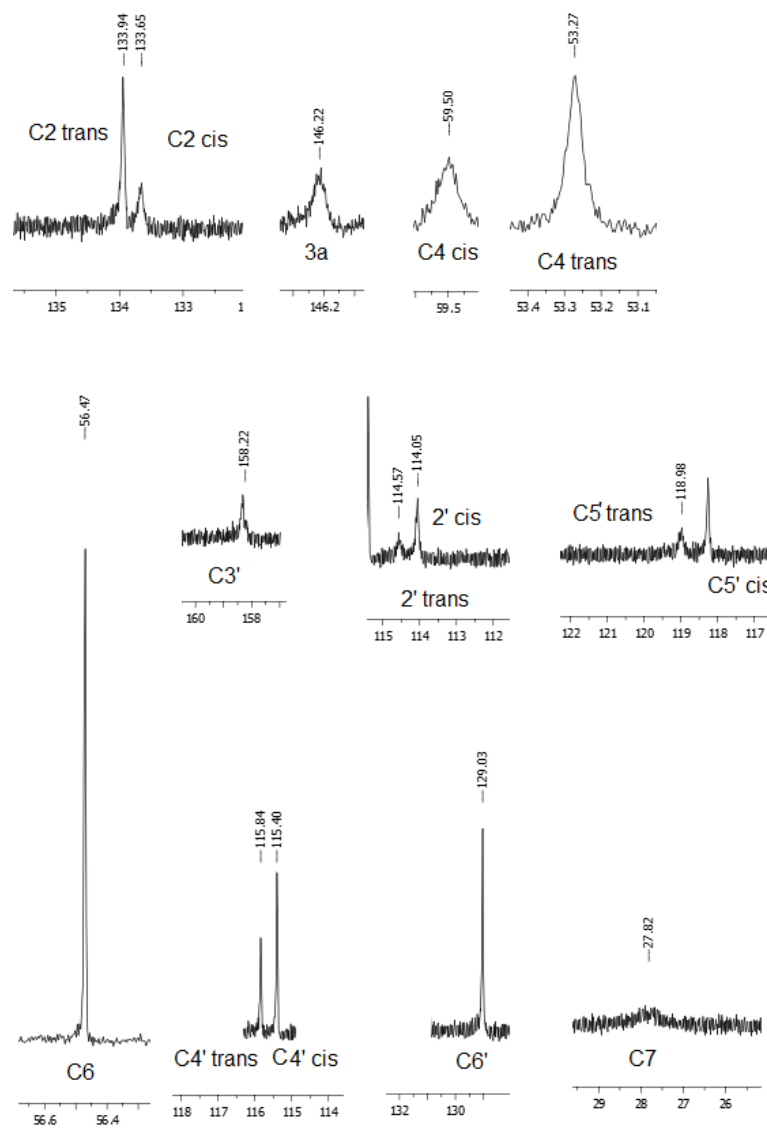 133.94
133.65
C2 trans
C2 cis
135 134 133 1
146.22
3a
146.2
59.50
C4 cis
59.5
53.27
C4 trans
53.4 53.3 53.2 53.1
56.47
C6
56.6 56.4
158.22
C3'
160 158
114.57
114.05
2' cis
2' trans
115 114 113 112
118.98
C5' trans
C5' cis
122 121 120 119 118 117 116
115.84
115.40
C4' trans C4' cis
118 117 116 115 114
129.03
C6'
132 130
27.82
C7
29 28 27 26